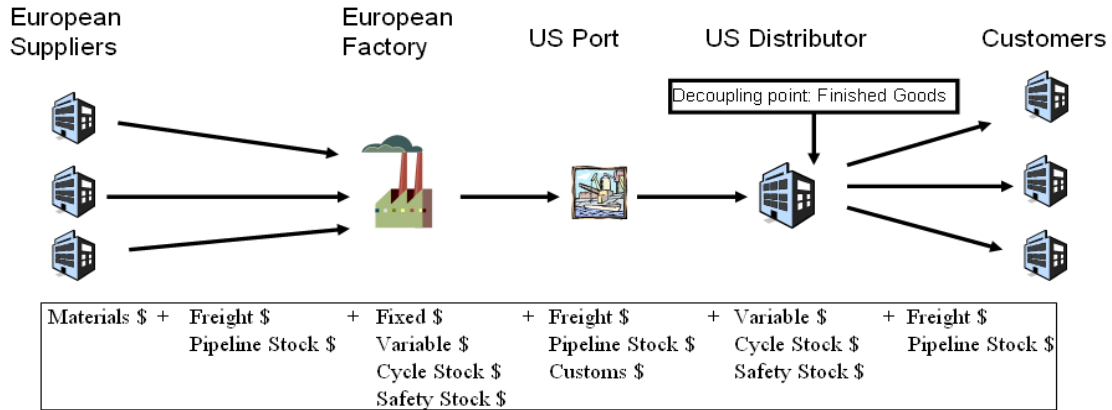 European
Suppliers
European
Factory
US Port
US Distributor
Customers
Decoupling point: Finished Goods
Materials $ + Freight $ + Fixed $ + Freight $ + Variable $ + Freight $
Pipeline Stock $ Variable $ Pipeline Stock $ Cycle Stock $ Pipeline Stock $
Cycle Stock $ Customs $ Safety Stock $
Safety Stock $